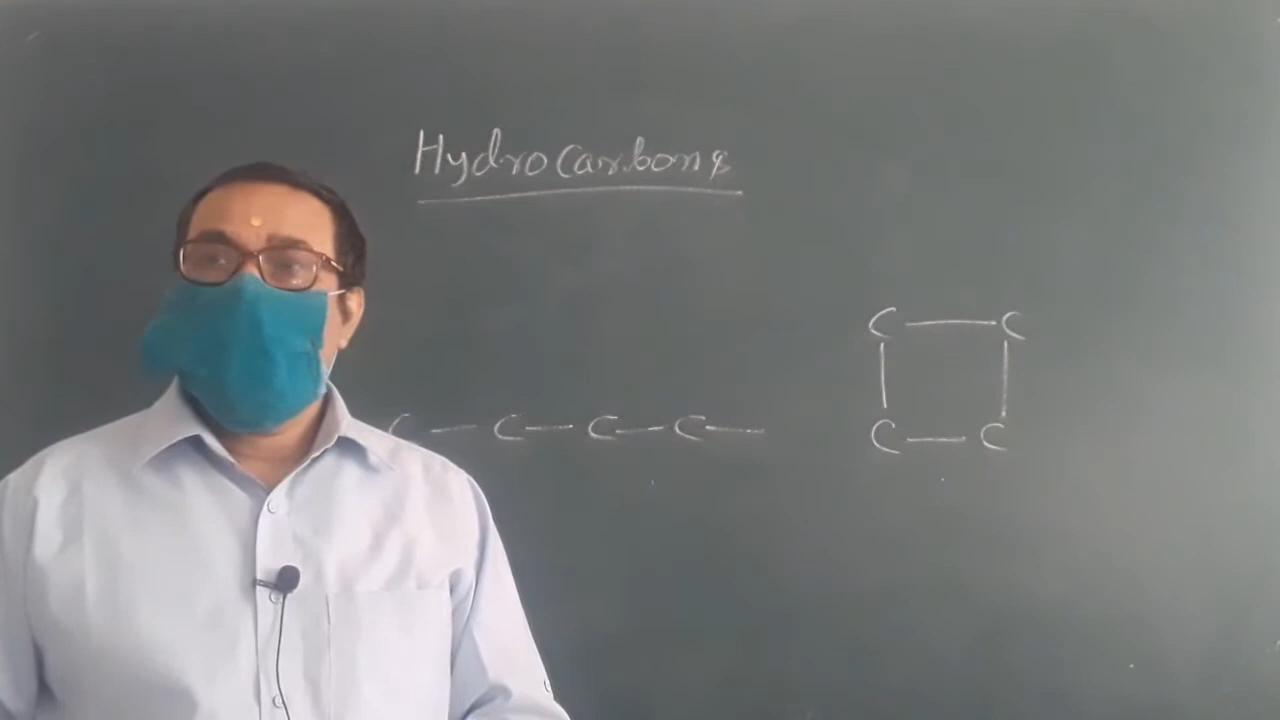 Hydrocarbons
C — C
C — C — C — C —
C — C